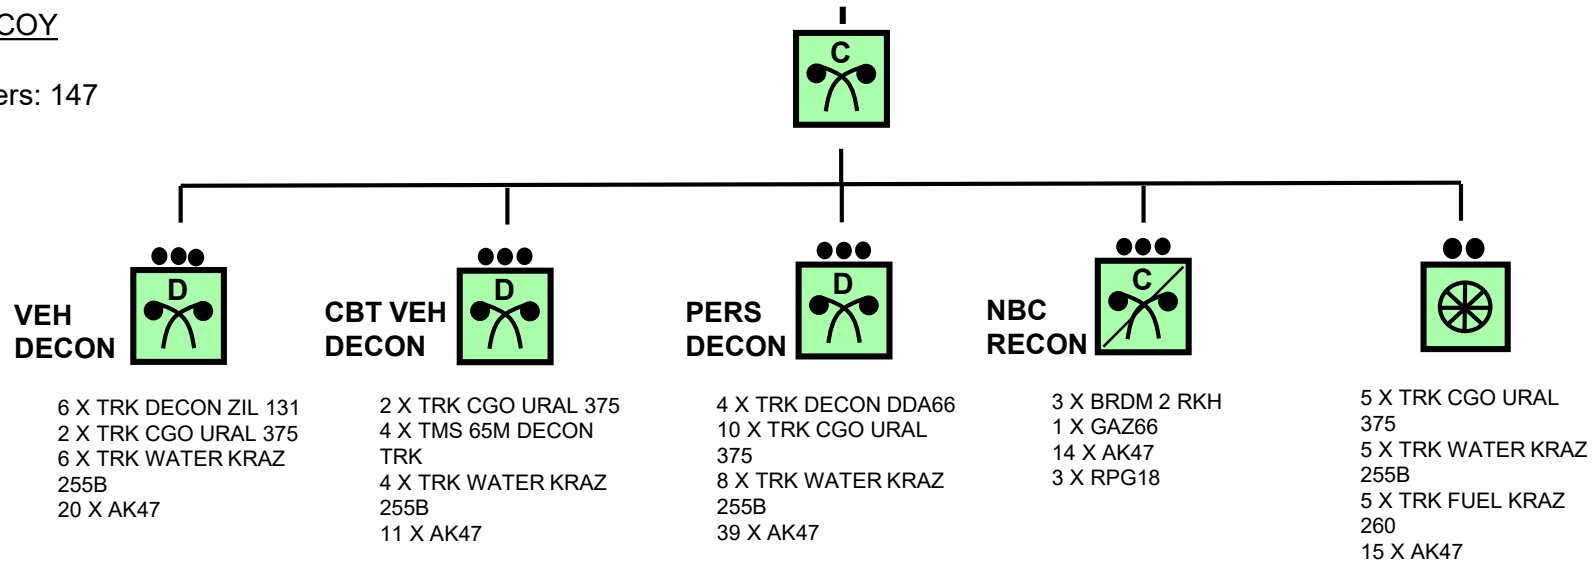 COY
ers: 147
C
D
D
D
C
VEH
DECON
CBT VEH
DECON
PERS
DECON
NBC
RECON
6 X TRK DECON ZIL 131
2 X TRK CGO URAL 375
6 X TRK WATER KRAZ
255B
20 X AK47
2 X TRK CGO URAL 375
4 X TMS 65M DECON
TRK
4 X TRK WATER KRAZ
255B
11 X AK47
4 X TRK DECON DDA66
10 X TRK CGO URAL
375
8 X TRK WATER KRAZ
255B
39 X AK47
3 X BRDM 2 RKH
1 X GAZ66
14 X AK47
3 X RPG18
5 X TRK CGO URAL
375
5 X TRK WATER KRAZ
255B
5 X TRK FUEL KRAZ
260
15 X AK47